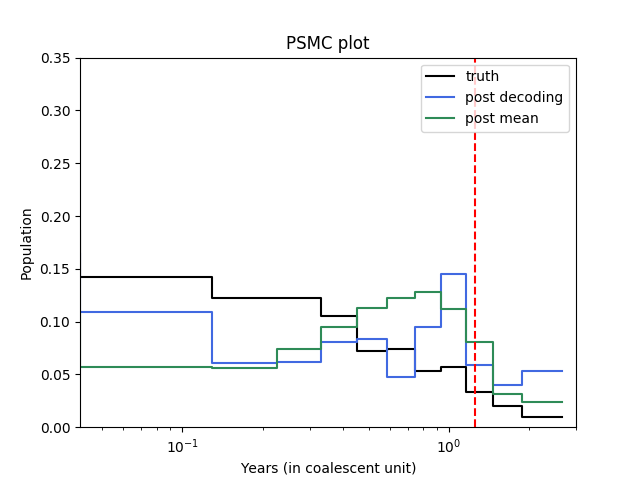 PSMC plot
0.35
0.30
0.25
0.20
0.15
0.10
0.05
0.00
Population
truth
post decoding
post mean
10⁻¹
10⁰
Years (in coalescent unit)